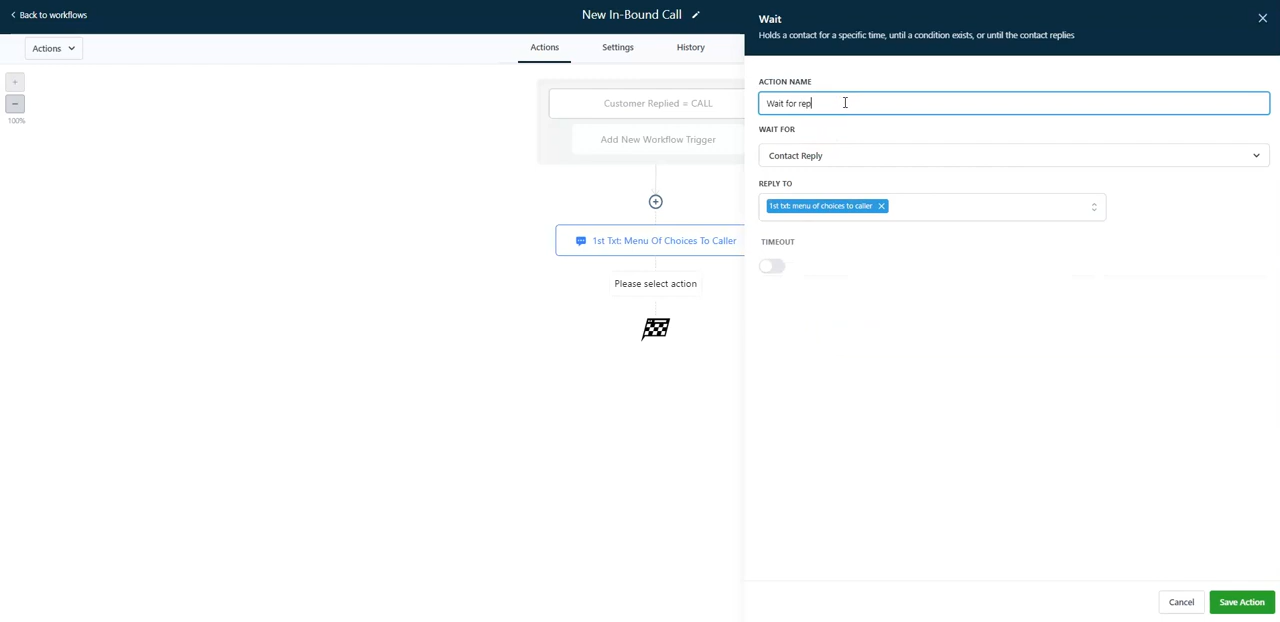 Back to workflows
New In-Bound Call
Actions
Actions
Settings
History
+
−
100%
Customer Replied = CALL
Add New Workflow Trigger
1st Txt: Menu Of Choices To Caller
Please select action
Wait
Holds a contact for a specific time, until a condition exists, or until the contact replies
ACTION NAME
Wait for rep
WAIT FOR
Contact Reply
REPLY TO
1st txt: menu of choices to caller
TIMEOUT
Cancel
Save Action